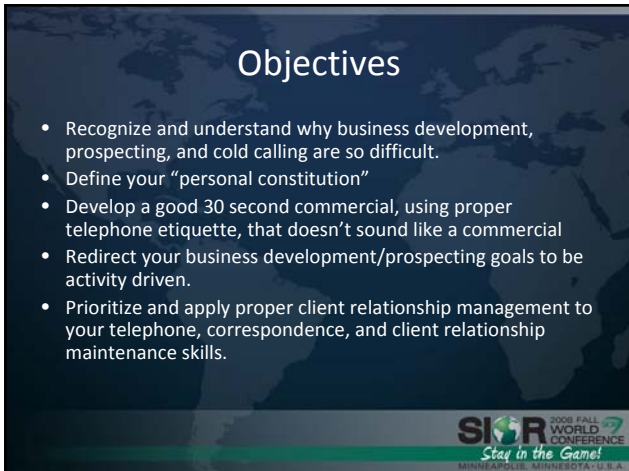 Objectives
• Recognize and understand why business development,
prospecting, and cold calling are so difficult.
• Define your “personal constitution”
• Develop a good 30 second commercial, using proper
telephone etiquette, that doesn’t sound like a commercial
• Redirect your business development/prospecting goals to be
activity driven.
• Prioritize and apply proper client relationship management to
your telephone, correspondence, and client relationship
maintenance skills.
SIOR 2008 FALL
WORLD
CONFERENCE
Stay in the Game!
MINNEAPOLIS, MINNESOTA • U.S.A.